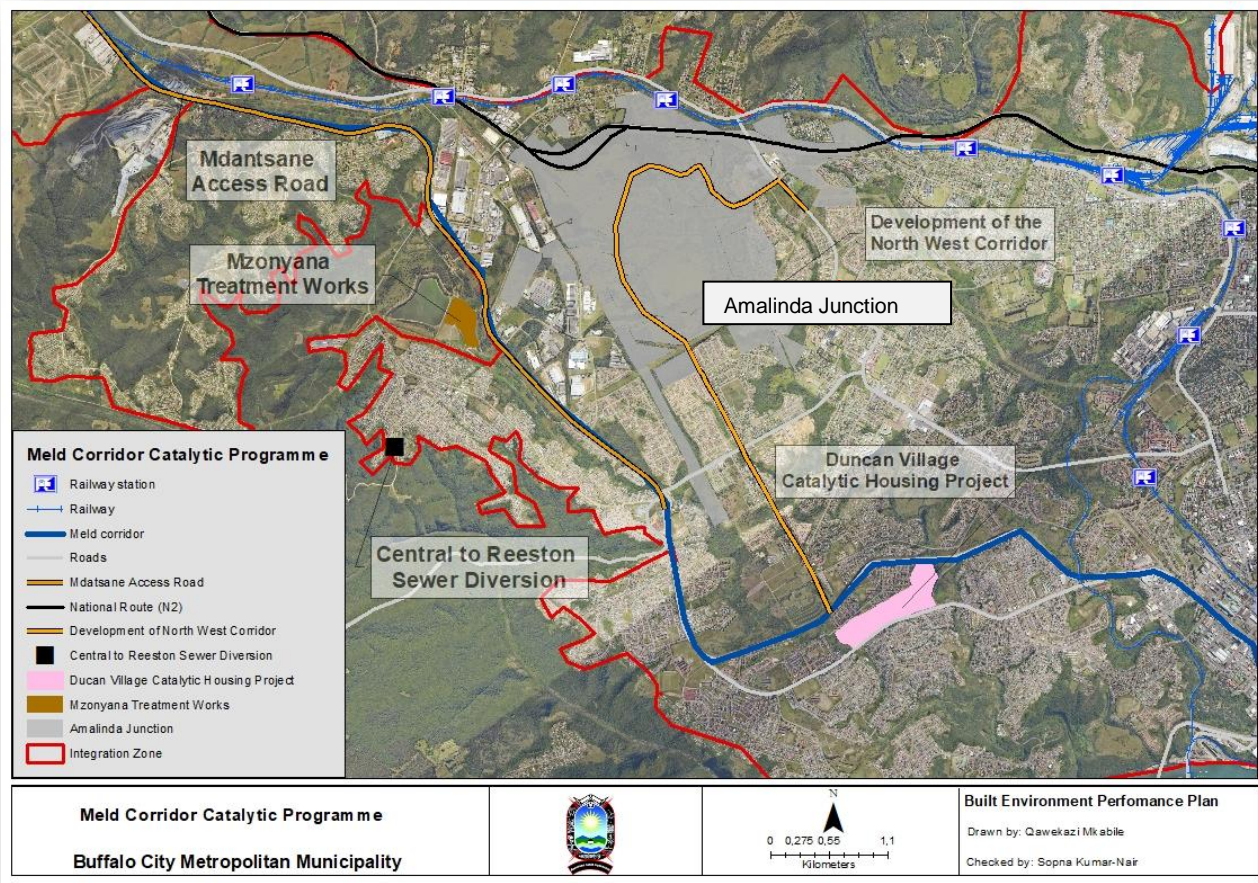 Mdantsane
Access Road
Mzonyana
Treatment Works
Development of the
North West Corridor
Amalinda Junction
Duncan Village
Catalytic Housing Project
Central to Reeston
Sewer Diversion
Meld Corridor Catalytic Programme
Railway station
Railway
Meld corridor
Roads
Mdatsane Access Road
National Route (N2)
Development of North West Corridor
Central to Reeston Sewer Diversion
Ducan Village Catalytic Housing Project
Mzonyana Treatment Works
Amalinda Junction
Integration Zone
Meld Corridor Catalytic Programme
Buffalo City Metropolitan Municipality
N
0 0,275 0,55 1,1
Kilometers
Built Environment Perfomance Plan
Drawn by: Qawekazi Mkabile
Checked by: Sopna Kumar-Nair